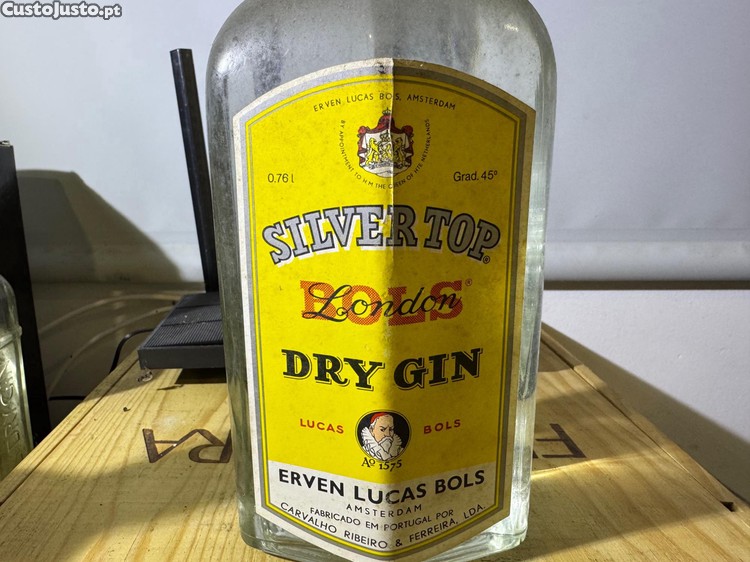 CustoJusto.pt
ERVEN LUCAS BOLS, AMSTERDAM
BY APPOINTMENT TO H M THE QUEEN OF THE NETHERLANDS
0.76 l
Grad. 45º
SILVER TOP®
BOLS®
London
DRY GIN
LUCAS BOLS
Aº 1575
ERVEN LUCAS BOLS
AMSTERDAM
FABRICADO EM PORTUGAL POR
CARVALHO RIBEIRO & FERREIRA, LDA.